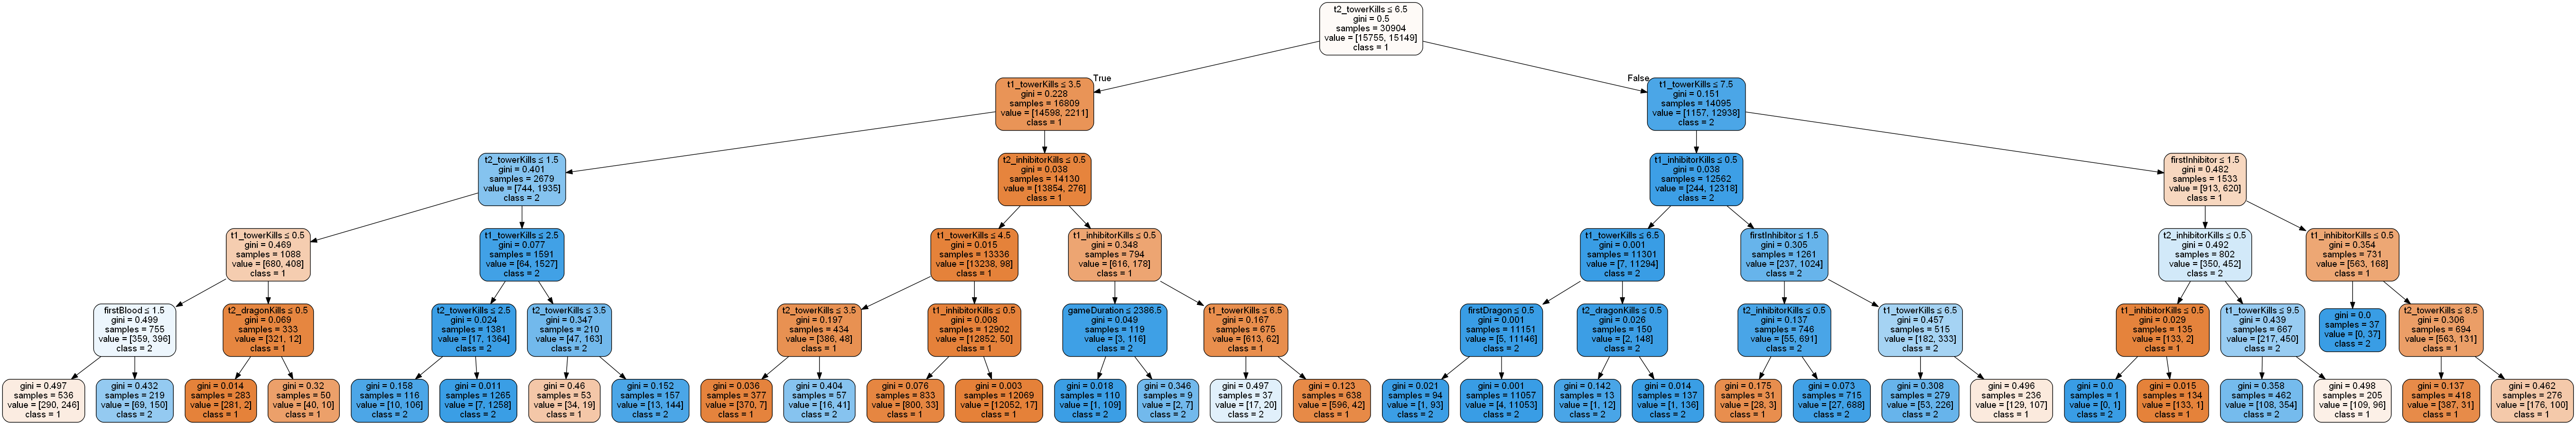 t2_towerKills ≤ 6.5
gini = 0.5
samples = 30904
value = [15755, 15149]
class = 1
True
False
t1_towerKills ≤ 3.5
gini = 0.228
samples = 16809
value = [14598, 2211]
class = 1
t1_towerKills ≤ 7.5
gini = 0.151
samples = 14095
value = [1157, 12938]
class = 2
t2_towerKills ≤ 1.5
gini = 0.401
samples = 2679
value = [744, 1935]
class = 2
t2_inhibitorKills ≤ 0.5
gini = 0.038
samples = 14130
value = [13854, 276]
class = 1
t1_inhibitorKills ≤ 0.5
gini = 0.038
samples = 12562
value = [244, 12318]
class = 2
firstInhibitor ≤ 1.5
gini = 0.482
samples = 1533
value = [913, 620]
class = 1
t1_towerKills ≤ 0.5
gini = 0.469
samples = 1088
value = [680, 408]
class = 1
t1_towerKills ≤ 2.5
gini = 0.077
samples = 1591
value = [64, 1527]
class = 2
t1_towerKills ≤ 4.5
gini = 0.015
samples = 13336
value = [13238, 98]
class = 1
t1_inhibitorKills ≤ 0.5
gini = 0.348
samples = 794
value = [616, 178]
class = 1
t1_towerKills ≤ 6.5
gini = 0.001
samples = 11301
value = [7, 11294]
class = 2
firstInhibitor ≤ 1.5
gini = 0.305
samples = 1261
value = [237, 1024]
class = 2
t2_inhibitorKills ≤ 0.5
gini = 0.492
samples = 802
value = [350, 452]
class = 2
t1_inhibitorKills ≤ 0.5
gini = 0.354
samples = 731
value = [563, 168]
class = 1
firstBlood ≤ 1.5
gini = 0.499
samples = 755
value = [359, 396]
class = 2
t2_dragonKills ≤ 0.5
gini = 0.069
samples = 333
value = [321, 12]
class = 1
t2_towerKills ≤ 2.5
gini = 0.024
samples = 1381
value = [17, 1364]
class = 2
t2_towerKills ≤ 3.5
gini = 0.347
samples = 210
value = [47, 163]
class = 2
t2_towerKills ≤ 3.5
gini = 0.197
samples = 434
value = [386, 48]
class = 1
t1_inhibitorKills ≤ 0.5
gini = 0.008
samples = 12902
value = [12852, 50]
class = 1
gameDuration ≤ 2386.5
gini = 0.049
samples = 119
value = [3, 116]
class = 2
t1_towerKills ≤ 6.5
gini = 0.167
samples = 675
value = [613, 62]
class = 1
firstDragon ≤ 0.5
gini = 0.001
samples = 11151
value = [5, 11146]
class = 2
t2_dragonKills ≤ 0.5
gini = 0.026
samples = 150
value = [2, 148]
class = 2
t2_inhibitorKills ≤ 0.5
gini = 0.137
samples = 746
value = [55, 691]
class = 2
t1_towerKills ≤ 6.5
gini = 0.457
samples = 515
value = [182, 333]
class = 2
t1_inhibitorKills ≤ 0.5
gini = 0.029
samples = 135
value = [133, 2]
class = 1
t1_towerKills ≤ 9.5
gini = 0.439
samples = 667
value = [217, 450]
class = 2
gini = 0.0
samples = 37
value = [0, 37]
class = 2
t2_towerKills ≤ 8.5
gini = 0.306
samples = 694
value = [563, 131]
class = 1
gini = 0.497
samples = 536
value = [290, 246]
class = 1
gini = 0.432
samples = 219
value = [69, 150]
class = 2
gini = 0.014
samples = 283
value = [281, 2]
class = 1
gini = 0.32
samples = 50
value = [40, 10]
class = 1
gini = 0.158
samples = 116
value = [10, 106]
class = 2
gini = 0.011
samples = 1265
value = [7, 1258]
class = 2
gini = 0.46
samples = 53
value = [34, 19]
class = 1
gini = 0.152
samples = 157
value = [13, 144]
class = 2
gini = 0.036
samples = 377
value = [370, 7]
class = 1
gini = 0.404
samples = 57
value = [16, 41]
class = 2
gini = 0.076
samples = 833
value = [800, 33]
class = 1
gini = 0.003
samples = 12069
value = [12052, 17]
class = 1
gini = 0.018
samples = 110
value = [1, 109]
class = 2
gini = 0.346
samples = 9
value = [2, 7]
class = 2
gini = 0.497
samples = 37
value = [17, 20]
class = 2
gini = 0.123
samples = 638
value = [596, 42]
class = 1
gini = 0.021
samples = 94
value = [1, 93]
class = 2
gini = 0.001
samples = 11057
value = [4, 11053]
class = 2
gini = 0.142
samples = 13
value = [1, 12]
class = 2
gini = 0.014
samples = 137
value = [1, 136]
class = 2
gini = 0.175
samples = 31
value = [28, 3]
class = 1
gini = 0.073
samples = 715
value = [27, 688]
class = 2
gini = 0.308
samples = 279
value = [53, 226]
class = 2
gini = 0.496
samples = 236
value = [129, 107]
class = 1
gini = 0.0
samples = 1
value = [0, 1]
class = 2
gini = 0.015
samples = 134
value = [133, 1]
class = 1
gini = 0.358
samples = 462
value = [108, 354]
class = 2
gini = 0.498
samples = 205
value = [109, 96]
class = 1
gini = 0.137
samples = 418
value = [387, 31]
class = 1
gini = 0.462
samples = 276
value = [176, 100]
class = 1